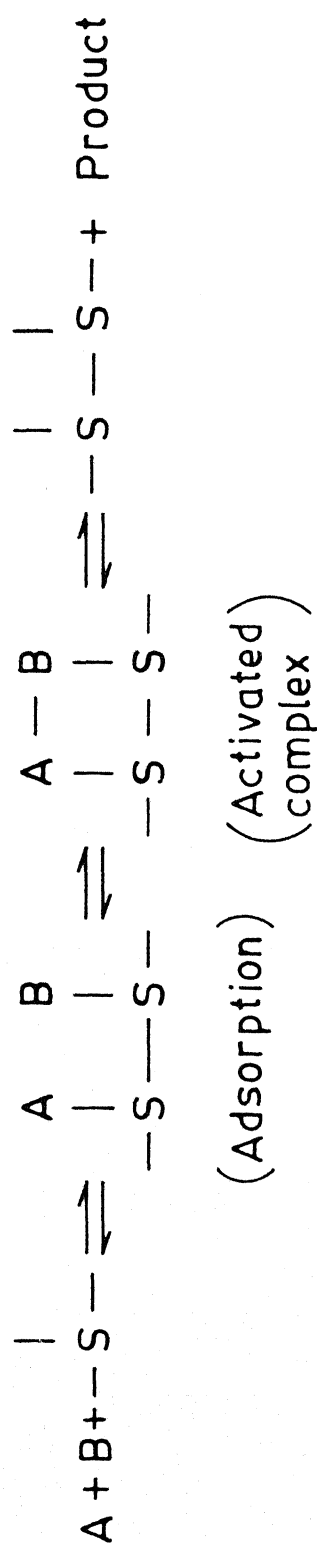 | | |
A B A — B
| | | |
A + B + — S — ⇌ — S — S — ⇌ — S — S — ⇌ — S — S — + Product
(Adsorption) (Activated
complex)